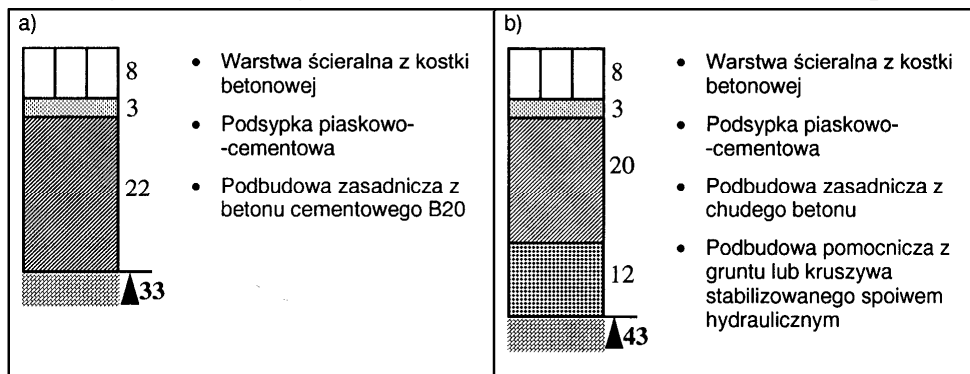 a)
8
3
22
33
• Warstwa ścieralna z kostki
betonowej
• Podsypka piaskowo-
-cementowa
• Podbudowa zasadnicza z
betonu cementowego B20
b)
8
3
20
12
43
• Warstwa ścieralna z kostki
betonowej
• Podsypka piaskowo-
-cementowa
• Podbudowa zasadnicza z
chudego betonu
• Podbudowa pomocnicza z
gruntu lub kruszywa
stabilizowanego spoiwem
hydraulicznym